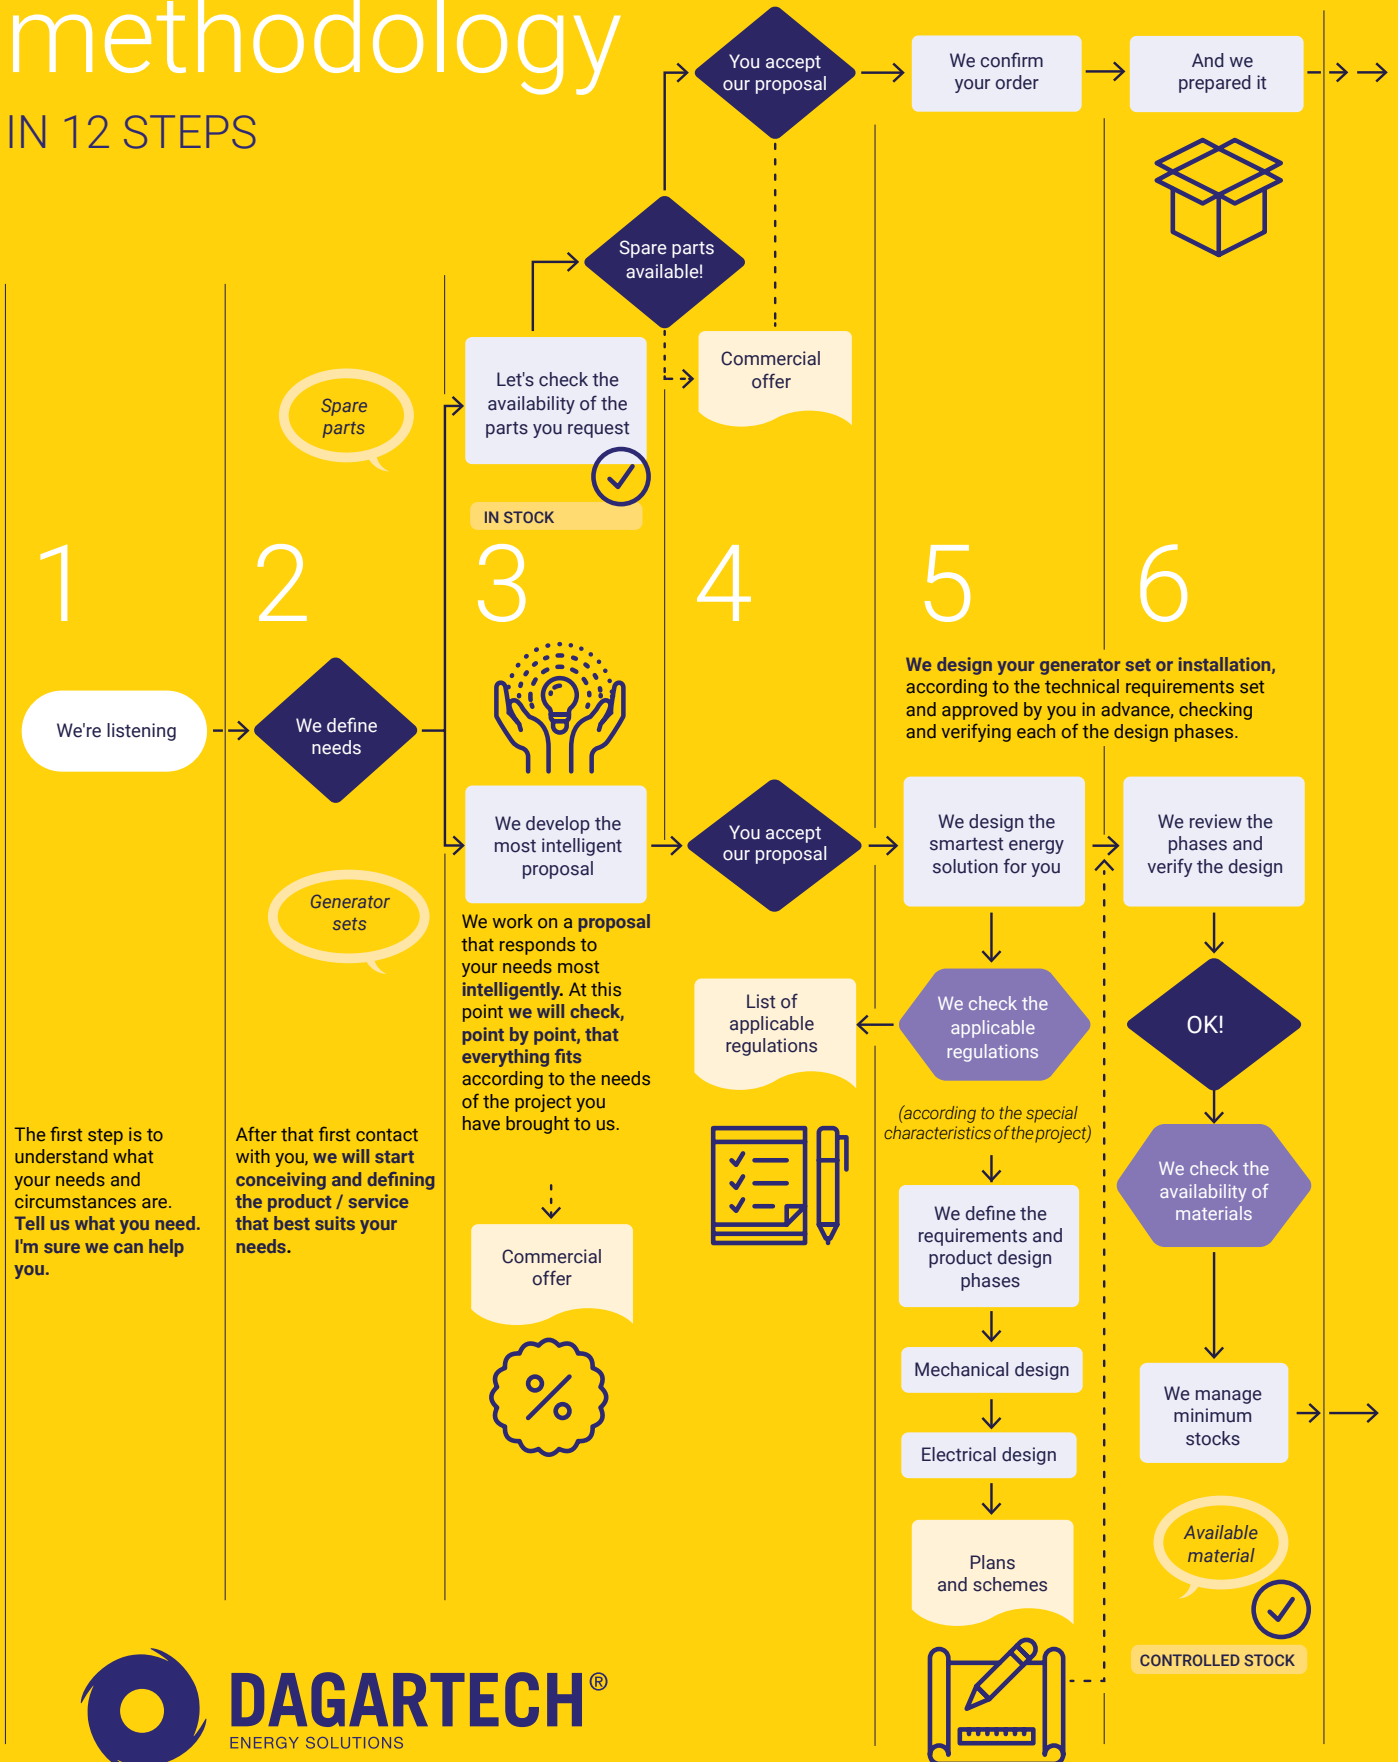 methodology
IN 12 STEPS
You accept
our proposal
We confirm
your order
And we
prepared it
Spare parts
available!
Commercial
offer
Spare
parts
Let's check the
availability of the
parts you request
IN STOCK
1
2
3
4
5
6
We're listening
We define
needs
We design your generator set or installation,
according to the technical requirements set
and approved by you in advance, checking
and verifying each of the design phases.
Generator
sets
We develop the
most intelligent
proposal
You accept
our proposal
We design the
smartest energy
solution for you
We review the
phases and
verify the design
The first step is to
understand what
your needs and
circumstances are.
Tell us what you need.
I'm sure we can help
you.
After that first contact
with you, we will start
conceiving and defining
the product / service
that best suits your
needs.
We work on a proposal
that responds to
your needs most
intelligently. At this
point we will check,
point by point, that
everything fits
according to the needs
of the project you
have brought to us.
Commercial
offer
%
List of
applicable
regulations
We check the
applicable
regulations
(according to the special
characteristics of the project)
We define the
requirements and
product design
phases
Mechanical design
Electrical design
Plans
and schemes
OK!
We check the
availability of
materials
We manage
minimum
stocks
Available
material
CONTROLLED STOCK
DAGARTECH®
ENERGY SOLUTIONS